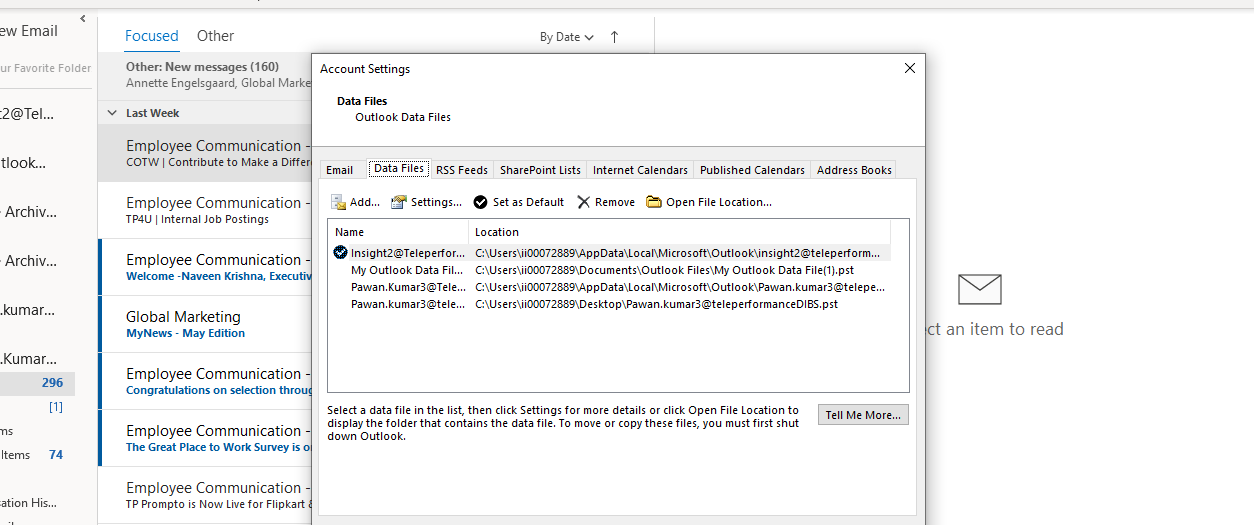 ew Email
ur Favorite Folder
t2@Tel...
tlook...
Archiv...
Archiv...
.kumar...
.Kumar...
296
[1]
ms
Items 74
sation His...
Focused Other By Date
Other: New messages (160)
Annette Engelsgaard, Global Marke
Last Week
Employee Communication -
COTW | Contribute to Make a Differ
Employee Communication -
TP4U | Internal Job Postings
Employee Communication -
Welcome -Naveen Krishna, Executiv
Global Marketing
MyNews - May Edition
Employee Communication -
Congratulations on selection throug
Employee Communication -
The Great Place to Work Survey is o
Employee Communication -
TP Prompto is Now Live for Flipkart &
Account Settings
Data Files
Outlook Data Files
Email Data Files RSS Feeds SharePoint Lists Internet Calendars Published Calendars Address Books
Add... Settings... Set as Default Remove Open File Location...
Name Location
Insight2@Teleperfor... C:\Users\ii00072889\AppData\Local\Microsoft\Outlook\insight2@teleperform...
My Outlook Data Fil... C:\Users\ii00072889\Documents\Outlook Files\My Outlook Data File(1).pst
Pawan.Kumar3@Tele... C:\Users\ii00072889\AppData\Local\Microsoft\Outlook\Pawan.kumar3@telepe...
Pawan.Kumar3@tele... C:\Users\ii00072889\Desktop\Pawan.kumar3@teleperformanceDIBS.pst
Select a data file in the list, then click Settings for more details or click Open File Location to
display the folder that contains the data file. To move or copy these files, you must first shut
down Outlook.
Tell Me More...
ct an item to read